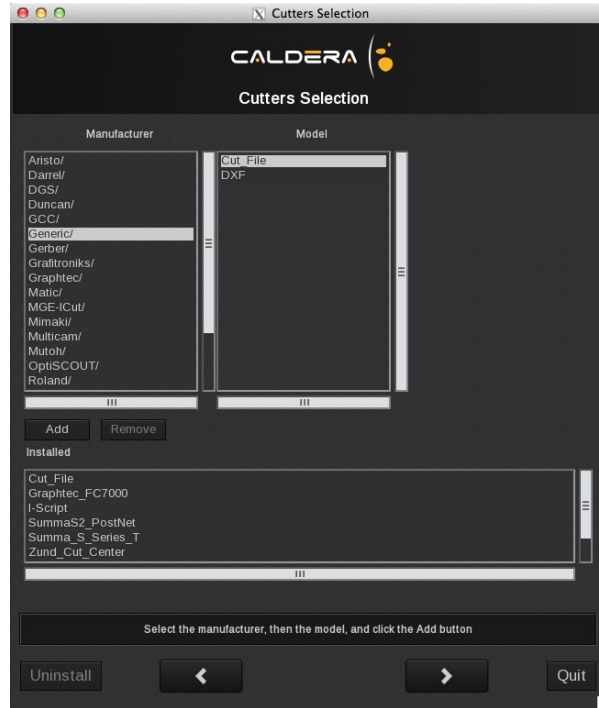 Cutters Selection
CALDERA
Cutters Selection
Manufacturer
Model
Aristo/
Darrel/
DGS/
Duncan/
GCC/
Generic/
Gerber/
Grafitroniks/
Graphtec/
Matic/
MGE-ICut/
Mimaki/
Multicam/
Mutoh/
OptiSCOUT/
Roland/
Cut_File
DXF
Add
Remove
Installed
Cut_File
Graphtec_FC7000
I-Script
SummaS2_PostNet
Summa_S_Series_T
Zund_Cut_Center
Select the manufacturer, then the model, and click the Add button
Uninstall
Quit